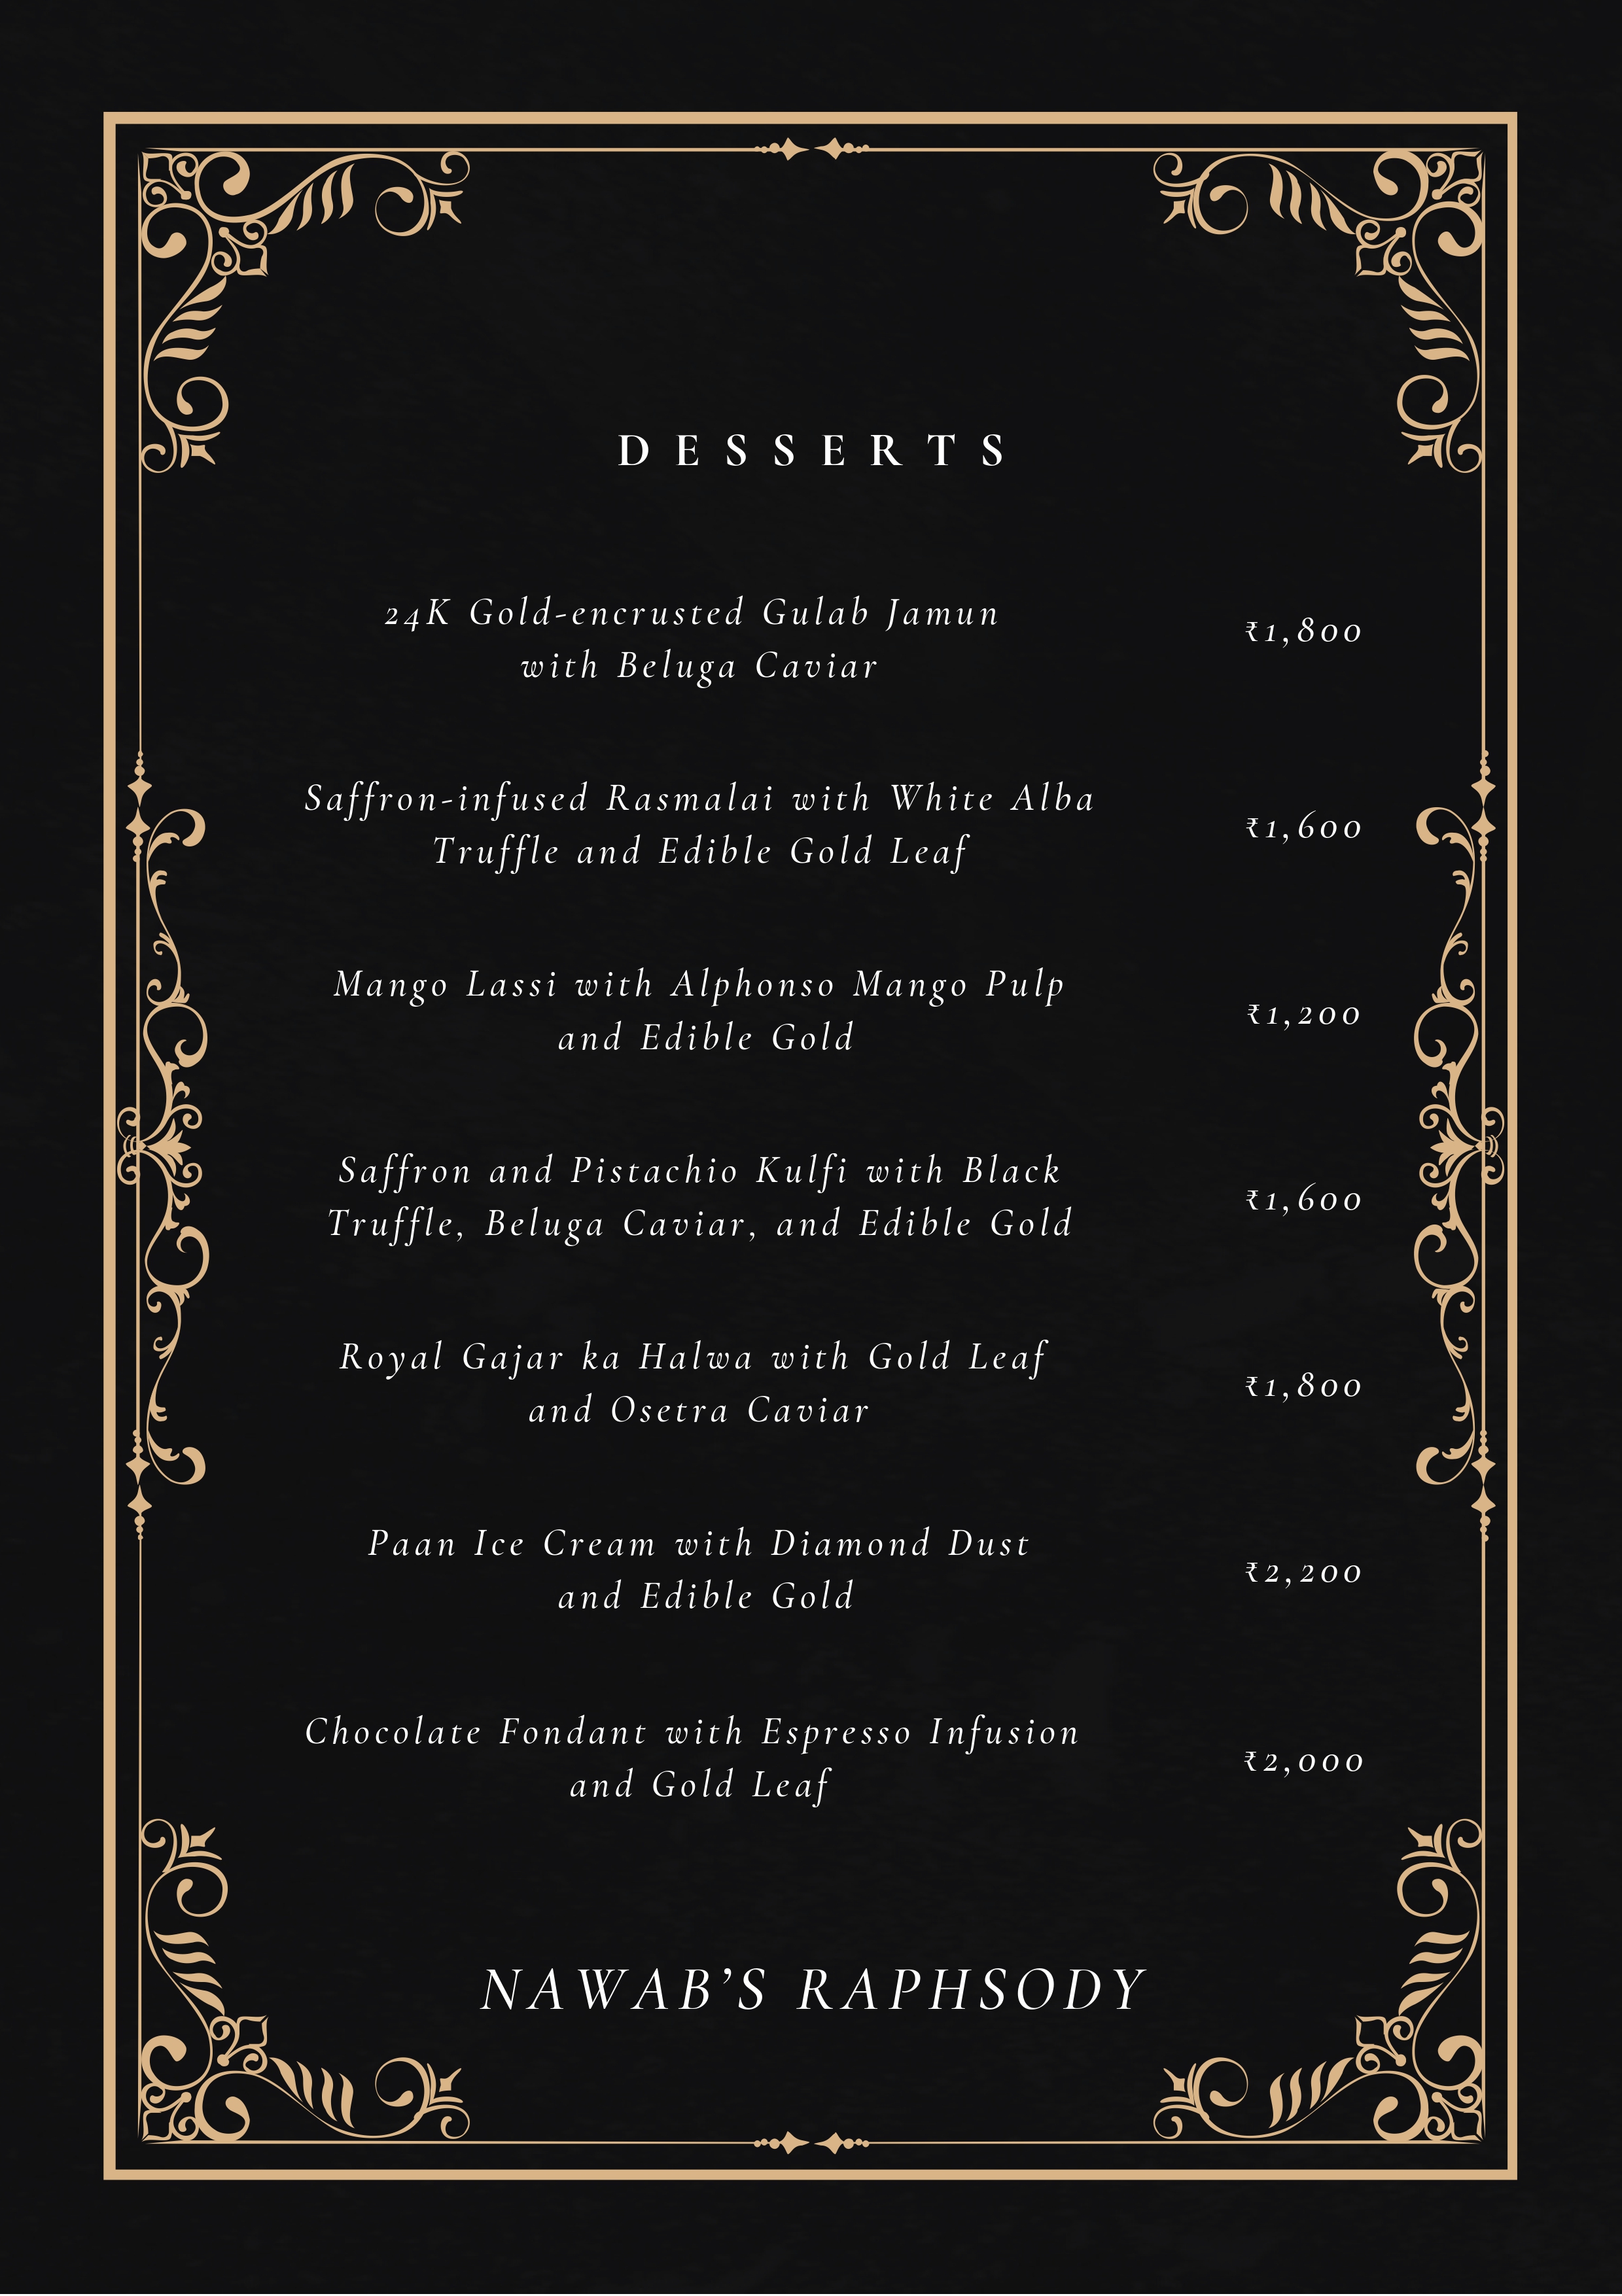 DESSERTS
24K Gold-encrusted Gulab Jamun
with Beluga Caviar
₹1,800
Saffron-infused Rasmalai with White Alba
Truffle and Edible Gold Leaf
₹1,600
Mango Lassi with Alphonso Mango Pulp
and Edible Gold
₹1,200
Saffron and Pistachio Kulfi with Black
Truffle, Beluga Caviar, and Edible Gold
₹1,600
Royal Gajar ka Halwa with Gold Leaf
and Osetra Caviar
₹1,800
Paan Ice Cream with Diamond Dust
and Edible Gold
₹2,200
Chocolate Fondant with Espresso Infusion
and Gold Leaf
₹2,000
NAWAB’S RAPHSODY